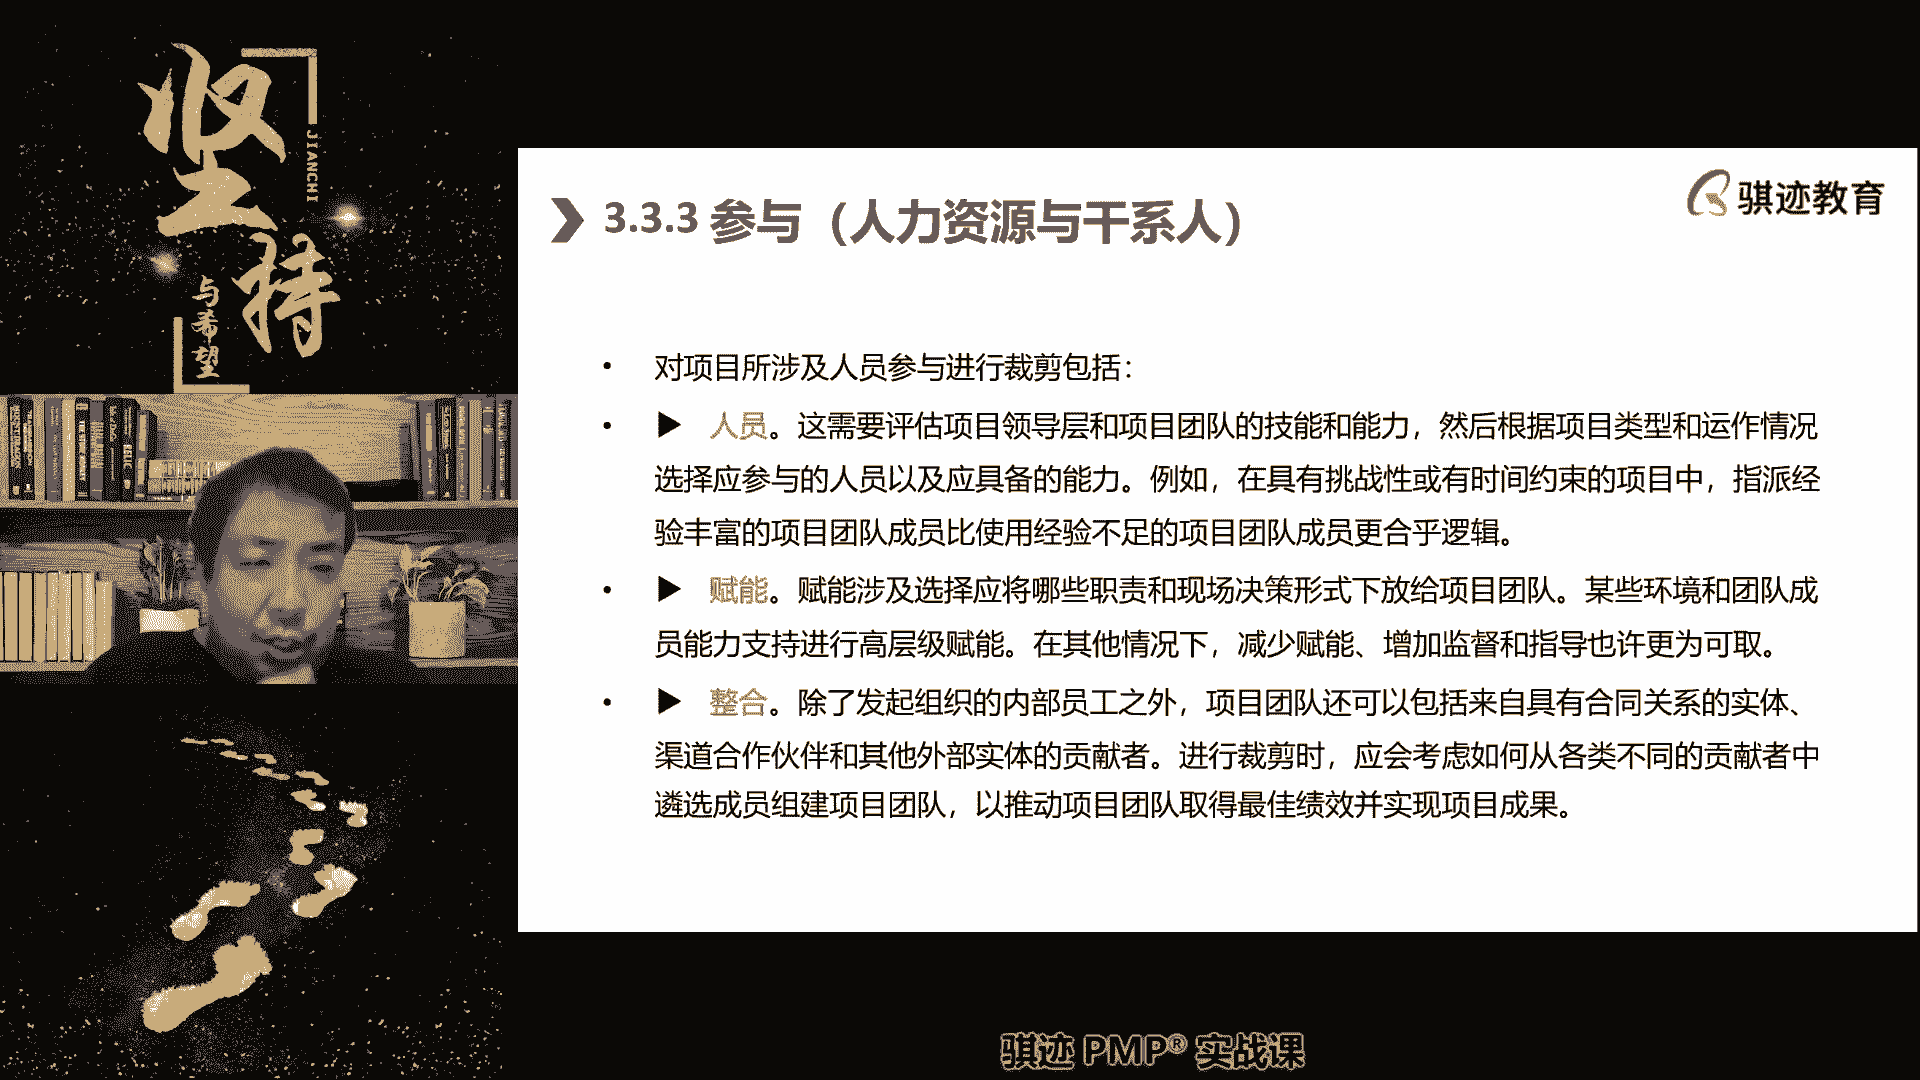 坚持
JIANCHI
与希望
骐迹教育
3.3.3 参与（人力资源与干系人）
• 对项目所涉及人员参与进行裁剪包括：
• ▶ 人员。这需要评估项目领导层和项目团队的技能和能力，然后根据项目类型和运作情况
选择应参与的人员以及应具备的能力。例如，在具有挑战性或有时间约束的项目中，指派经
验丰富的项目团队成员比使用经验不足的项目团队成员更合乎逻辑。
• ▶ 赋能。赋能涉及选择应将哪些职责和现场决策形式下放给项目团队。某些环境和团队成
员能力支持进行高层级赋能。在其他情况下，减少赋能、增加监督和指导也许更为可取。
• ▶ 整合。除了发起组织的内部员工之外，项目团队还可以包括来自具有合同关系的实体、
渠道合作伙伴和其他外部实体的贡献者。进行裁剪时，应会考虑如何从各类不同的贡献者中
遴选成员组建项目团队，以推动项目团队取得最佳绩效并实现项目成果。
骐迹 PMP® 实战课